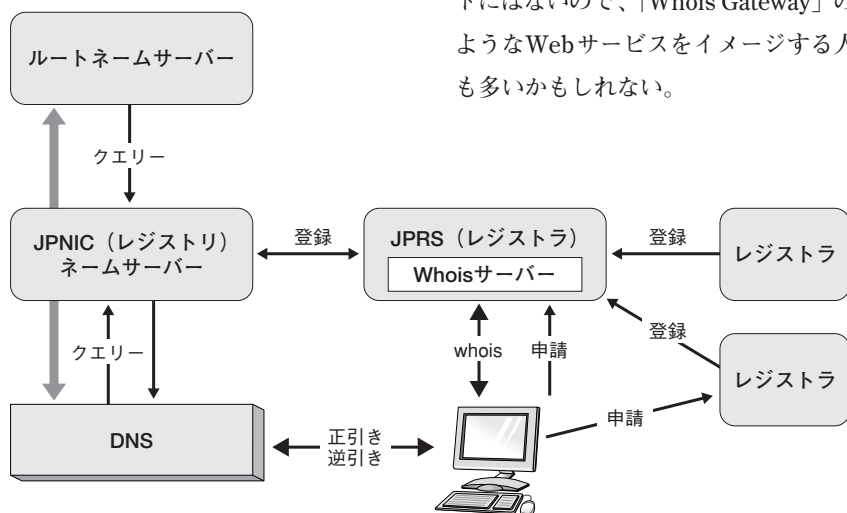 下にはないので、「Whois Gateway」の
ようなWebサービスをイメージする人
も多いかもしれない。
ルートネームサーバー
クエリー
JPNIC（レジストリ）
ネームサーバー
登録
JPRS（レジストラ）
Whoisサーバー
登録
レジストラ
クエリー
whois
申請
登録
レジストラ
DNS
正引き
逆引き
申請